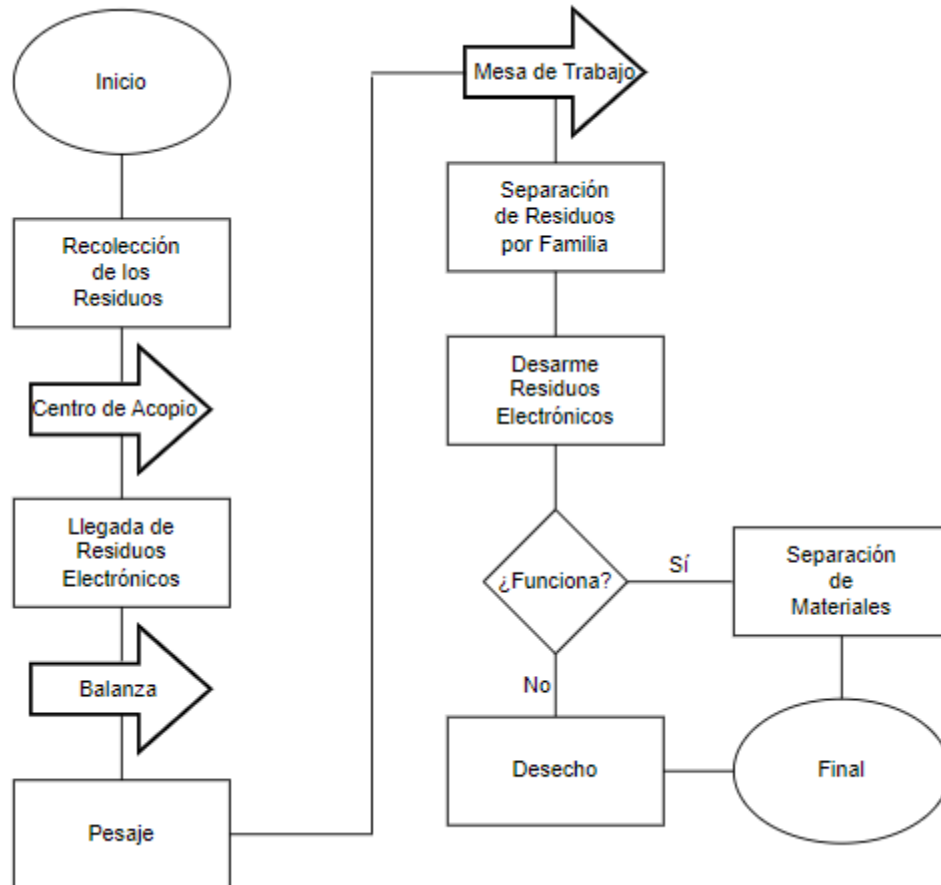 Inicio
Recolección
de los
Residuos
Centro de Acopio
Llegada de
Residuos
Electrónicos
Balanza
Pesaje
Mesa de Trabajo
Separación
de Residuos
por Familia
Desarme
Residuos
Electrónicos
¿Funciona?
Sí
Separación
de
Materiales
No
Desecho
Final